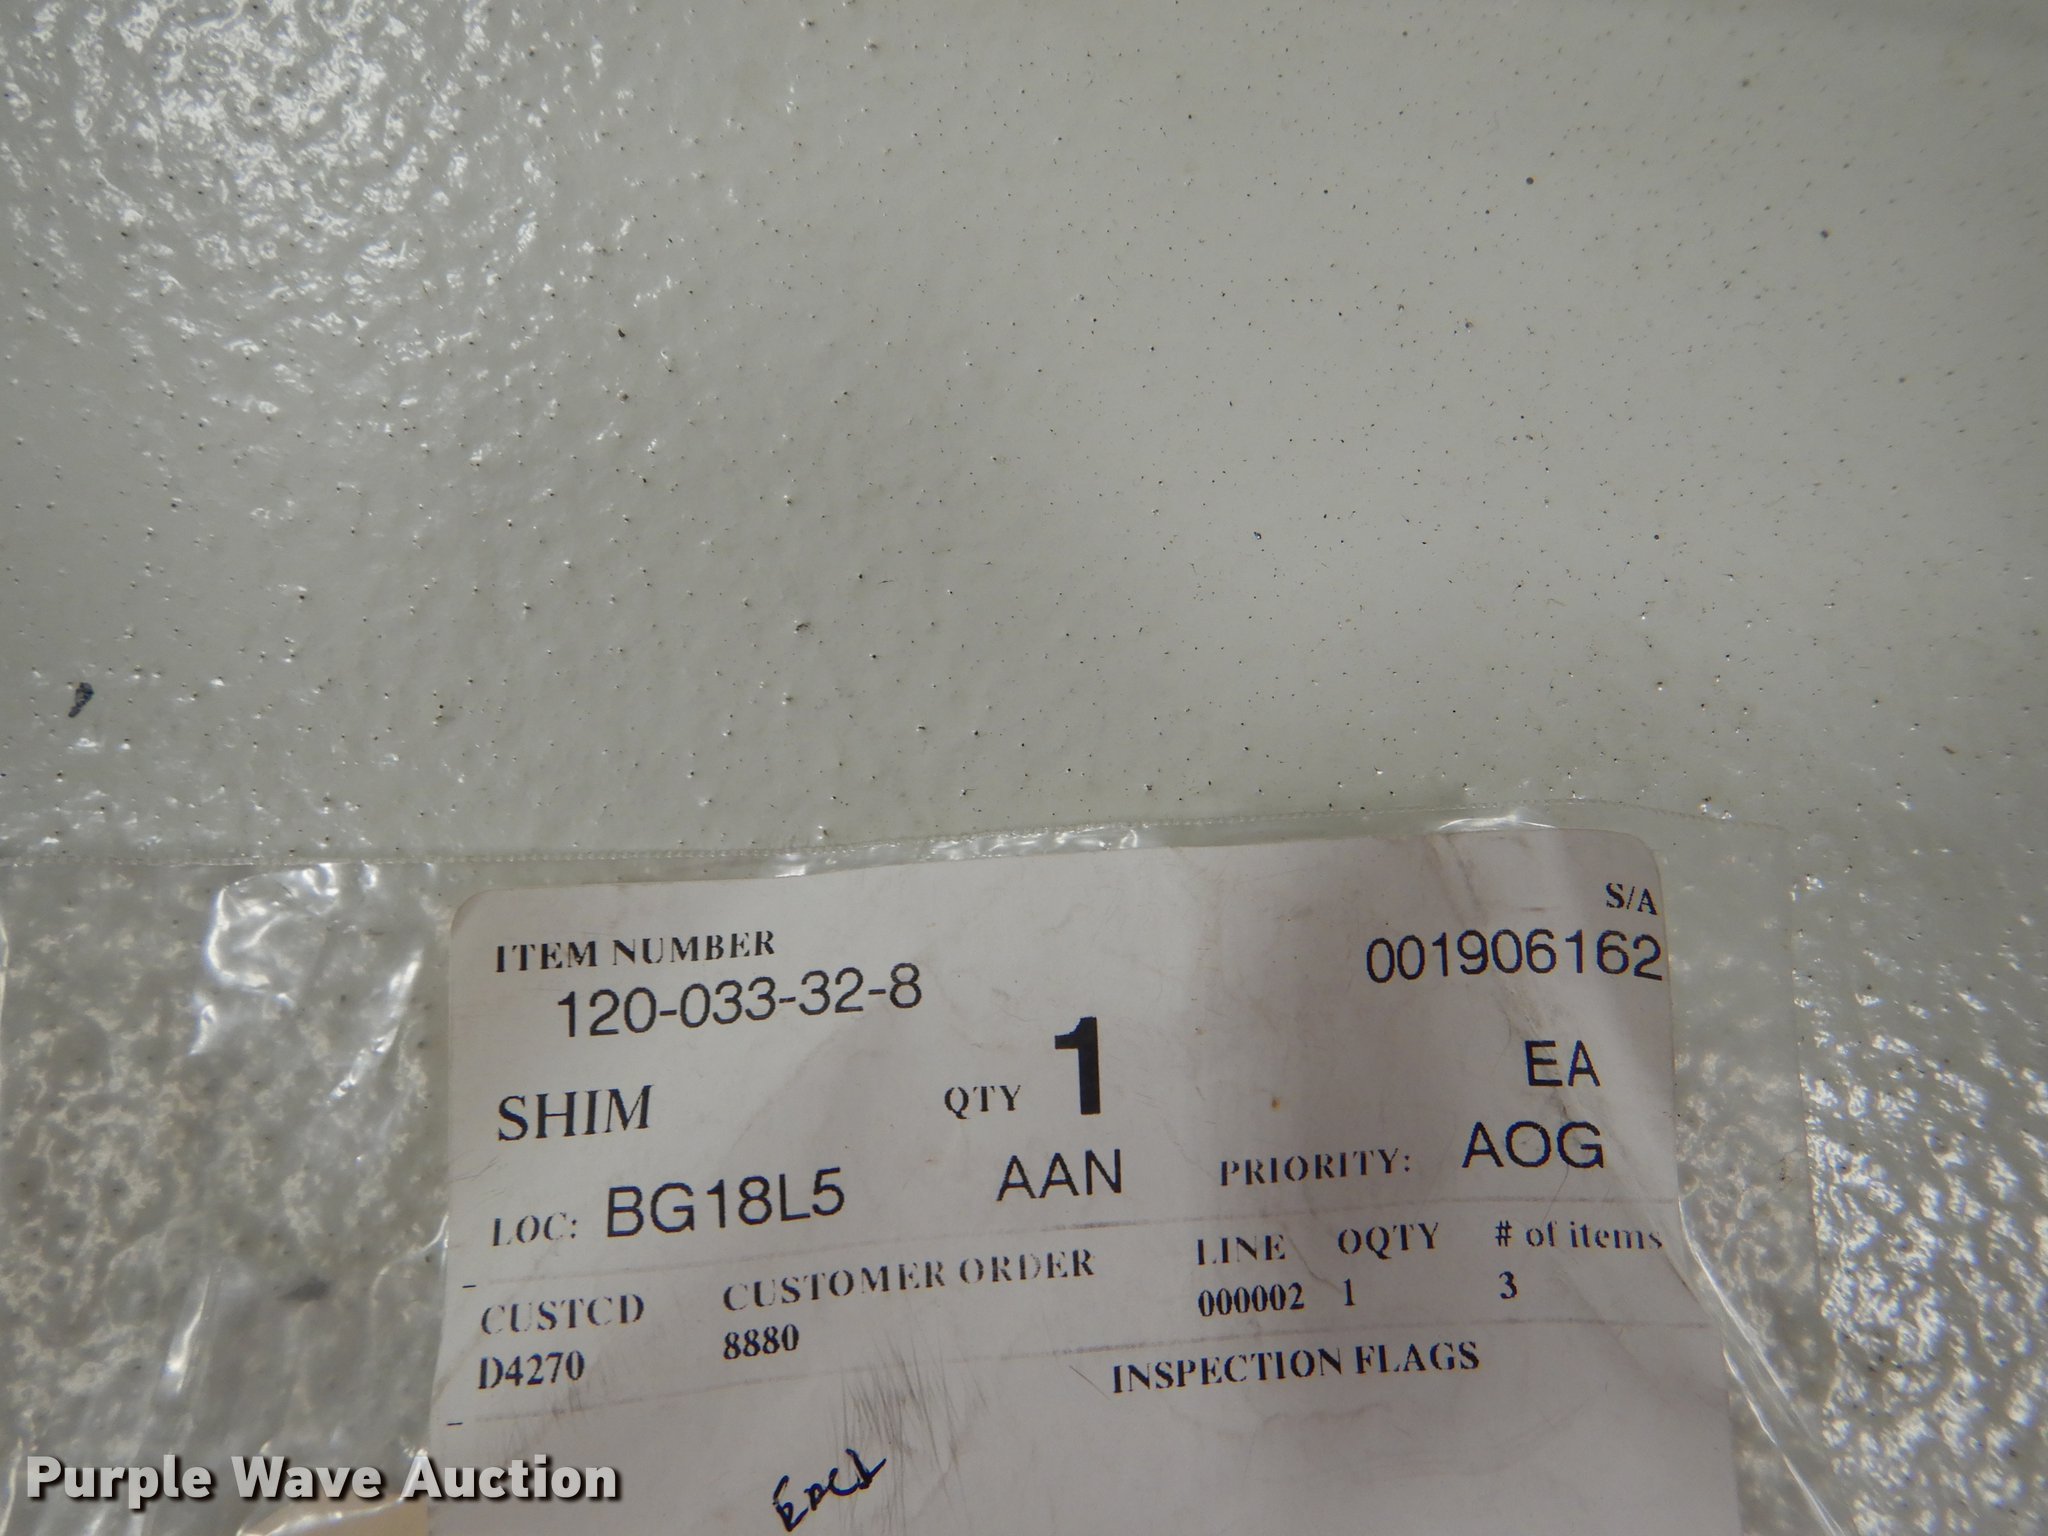 S/A
ITEM NUMBER
001906162
120-033-32-8
SHIM QTY 1 EA
LOC: BG18L5 AAN PRIORITY: AOG
CUSTCD CUSTOMER ORDER LINE OQTY # of items
D4270 8880 000002 1 3
INSPECTION FLAGS
Purple Wave Auction